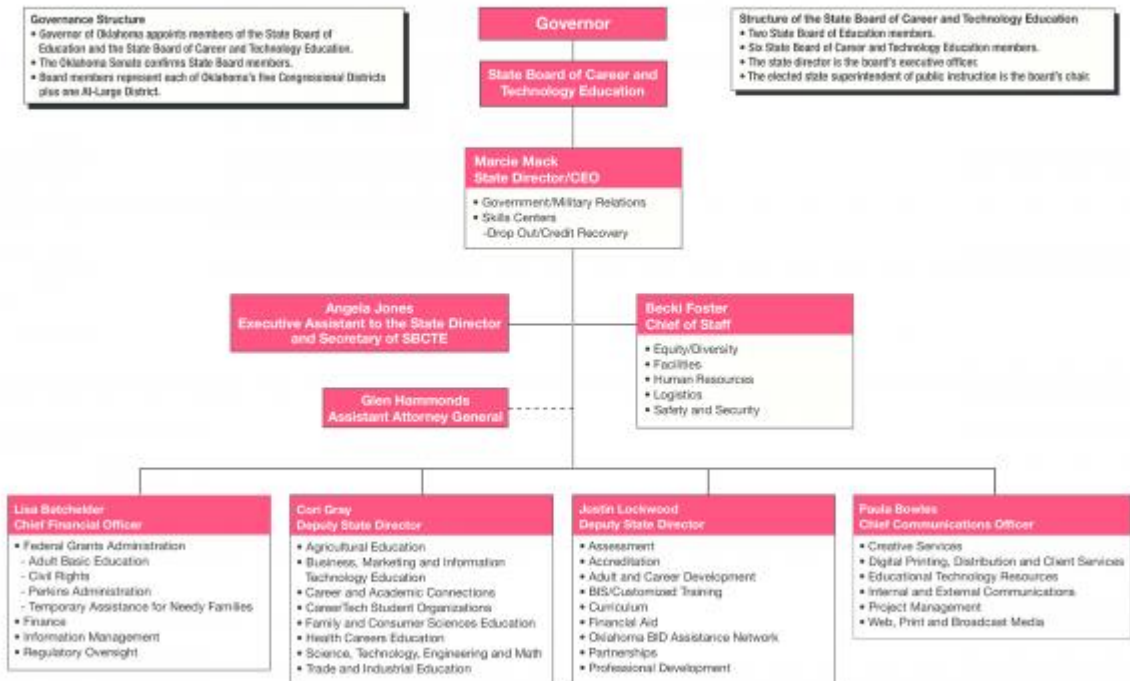 Governance Structure
• Governor of Oklahoma appoints members of the State Board of
Education and the State Board of Career and Technology Education.
• The Oklahoma Senate confirms State Board members.
• Board members represent each of Oklahoma's five Congressional Districts
plus one At-Large District.
Governor
State Board of Career and
Technology Education
Structure of the State Board of Career and Technology Education
• Two State Board of Education members.
• Six State Board of Career and Technology Education members.
• The state director is the board's executive officer.
• The elected state superintendent of public instruction is the board's chair.
Marcie Mack
State Director/CEO
• Government/Military Relations
• Skills Centers
-Drop Out/Credit Recovery
Angela Jones
Executive Assistant to the State Director
and Secretary of SBCTE
Becki Foster
Chief of Staff
• Equity/Diversity
• Facilities
• Human Resources
• Logistics
• Safety and Security
Glen Hammonds
Assistant Attorney General
Lisa Batchelder
Chief Financial Officer
• Federal Grants Administration
- Adult Basic Education
- Civil Rights
- Perkins Administration
- Temporary Assistance for Needy Families
• Finance
• Information Management
• Regulatory Oversight
Cori Gray
Deputy State Director
• Agricultural Education
• Business, Marketing and Information
Technology Education
• Career and Academic Connections
• CareerTech Student Organizations
• Family and Consumer Sciences Education
• Health Careers Education
• Science, Technology, Engineering and Math
• Trade and Industrial Education
Justin Lockwood
Deputy State Director
• Assessment
• Accreditation
• Adult and Career Development
• BIS/Customized Training
• Curriculum
• Financial Aid
• Oklahoma BID Assistance Network
• Partnerships
• Professional Development
Paula Bowles
Chief Communications Officer
• Creative Services
• Digital Printing, Distribution and Client Services
• Educational Technology Resources
• Internal and External Communications
• Project Management
• Web, Print and Broadcast Media